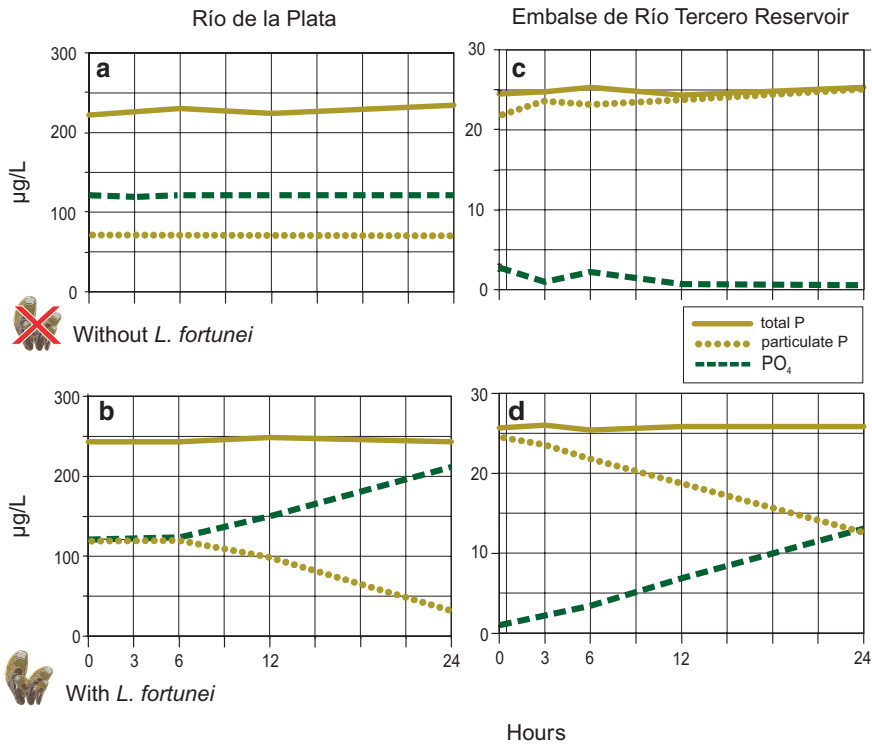 Río de la Plata
Embalse de Río Tercero Reservoir
a
300
200
100
0
µg/L
c
30
20
10
0
Without L. fortunei
total P
particulate P
PO₄
b
300
200
100
0
µg/L
0 3 6 12 24
d
30
20
10
0
0 3 6 12 24
With L. fortunei
Hours